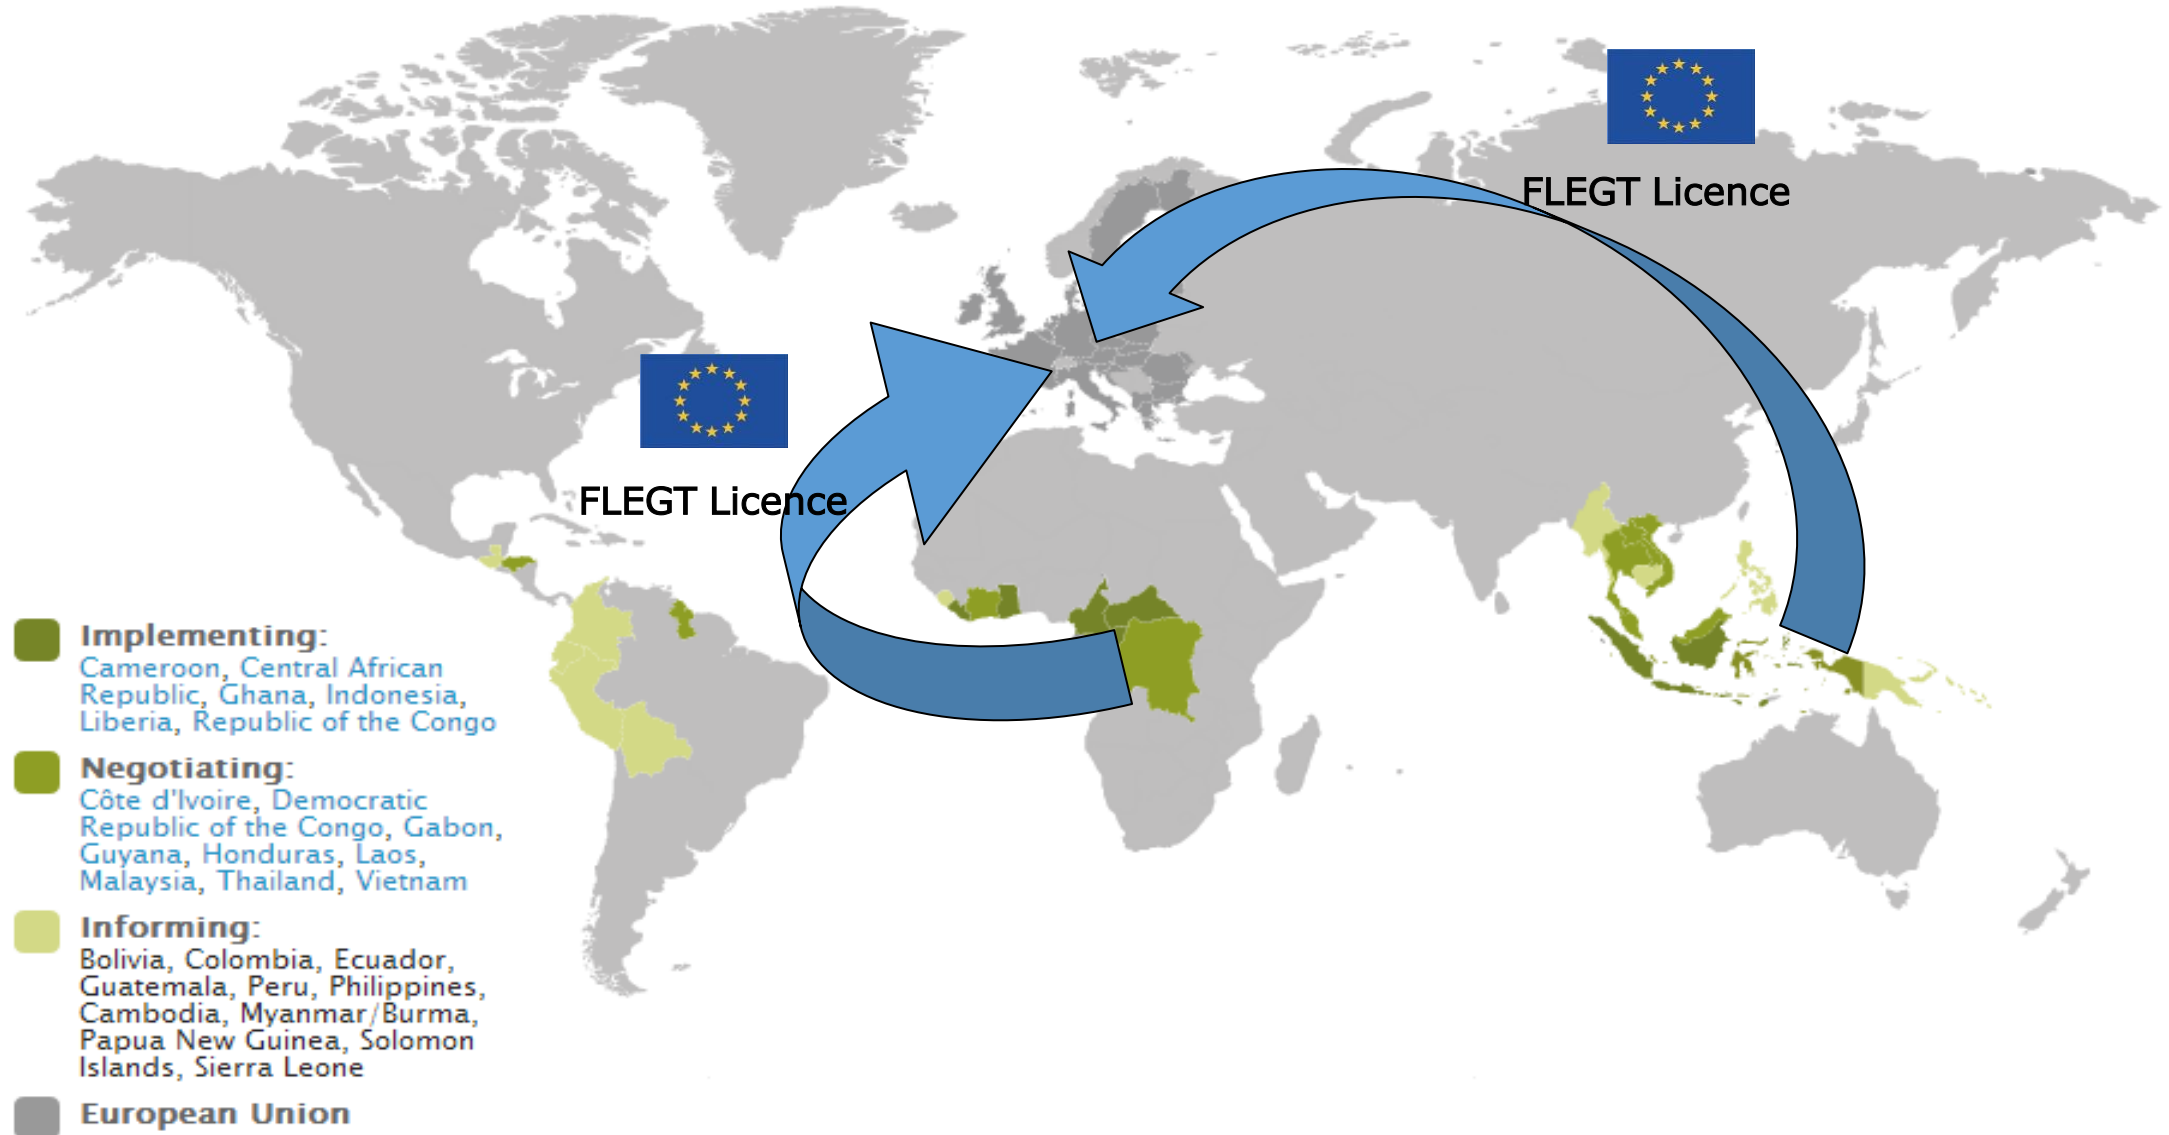 FLEGT Licence
FLEGT Licence
Implementing:
Cameroon, Central African
Republic, Ghana, Indonesia,
Liberia, Republic of the Congo
Negotiating:
Côte d'Ivoire, Democratic
Republic of the Congo, Gabon,
Guyana, Honduras, Laos,
Malaysia, Thailand, Vietnam
Informing:
Bolivia, Colombia, Ecuador,
Guatemala, Peru, Philippines,
Cambodia, Myanmar/Burma,
Papua New Guinea, Solomon
Islands, Sierra Leone
European Union